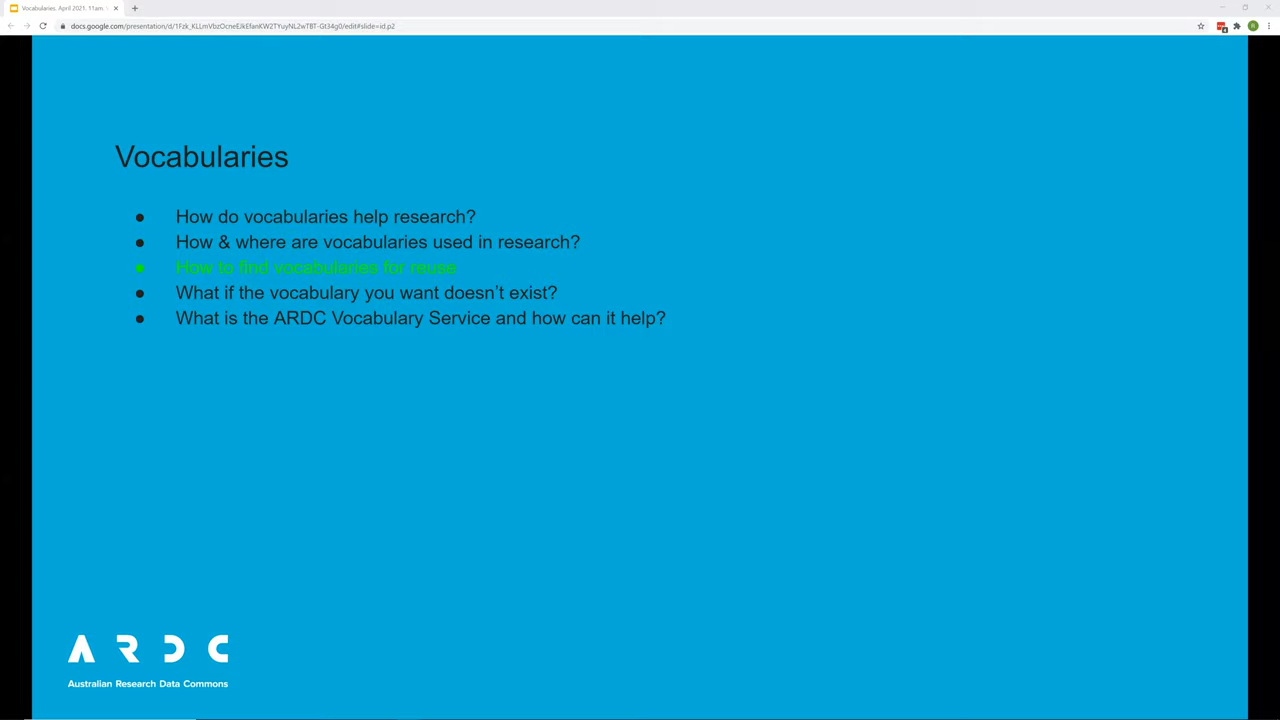 Vocabularies. April 2021. 11am.
docs.google.com/presentation/d/1Fzk_KLLmVbzOcneEJkEfanKW2TYuyNL2wTBT-Gt34g0/edit#slide=id.p2
Vocabularies
● How do vocabularies help research?
● How & where are vocabularies used in research?
● How to find vocabularies for reuse
● What if the vocabulary you want doesn't exist?
● What is the ARDC Vocabulary Service and how can it help?
ARDC
Australian Research Data Commons